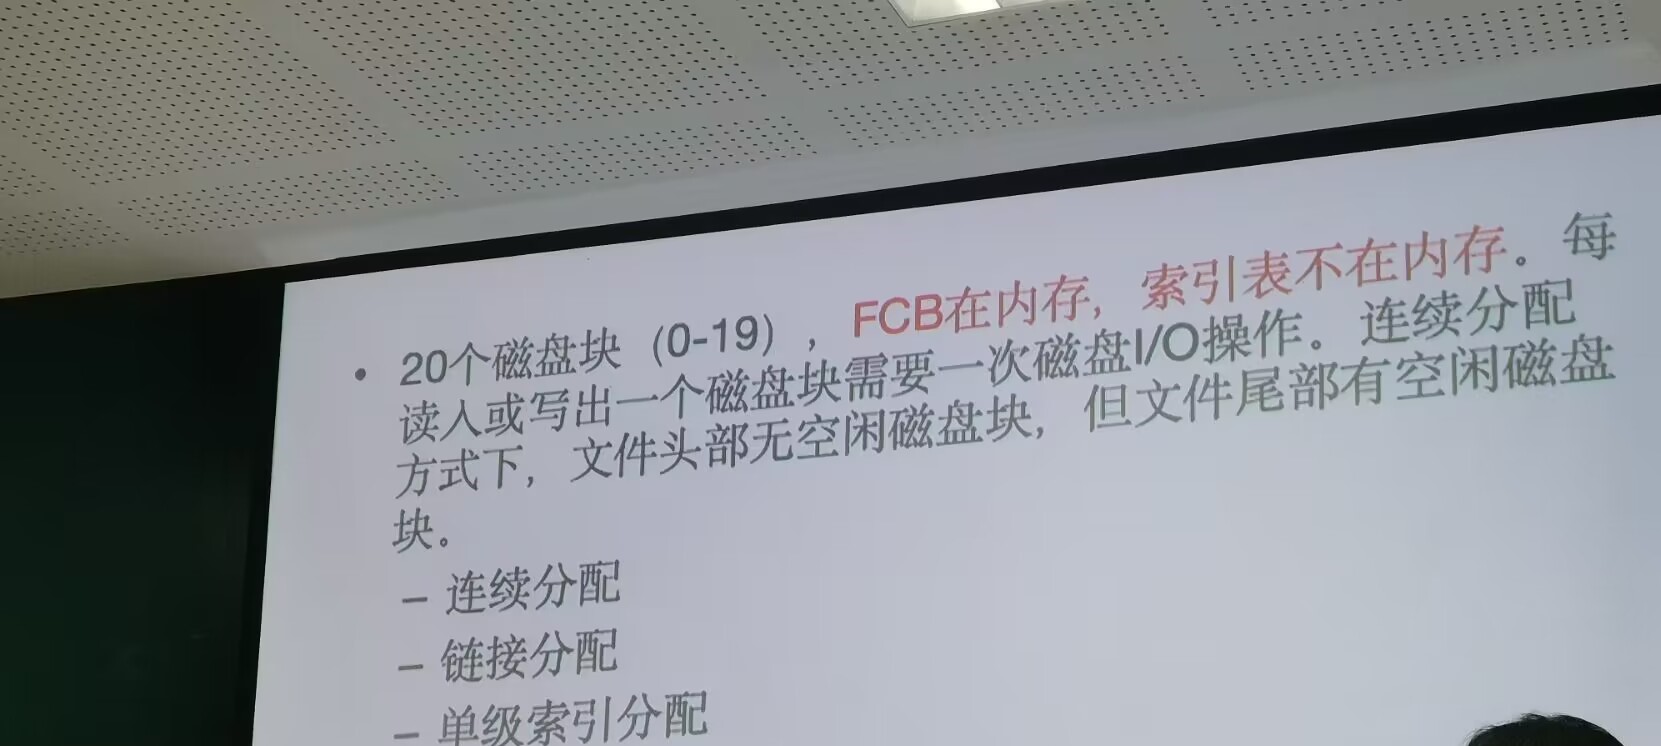 • 20个磁盘块（0-19），FCB在内存，索引表不在内存。每
读人或写出一个磁盘块需要一次磁盘I/O操作。连续分配
方式下，文件头部无空闲磁盘块，但文件尾部有空闲磁盘
块。
– 连续分配
– 链接分配
– 单级索引分配